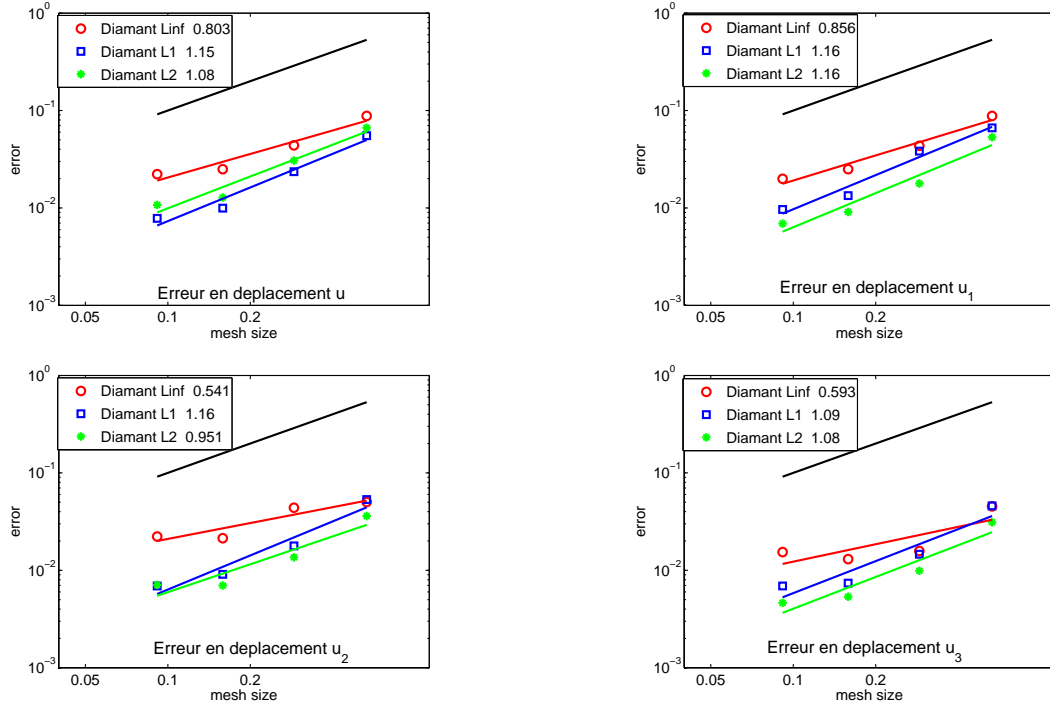 10^0
10^-1
10^-2
10^-3
error
Diamant Linf 0.803
Diamant L1 1.15
Diamant L2 1.08
Erreur en deplacement u
0.05 0.1 0.2
mesh size
10^0
10^-1
10^-2
10^-3
error
Diamant Linf 0.856
Diamant L1 1.16
Diamant L2 1.16
Erreur en deplacement u_1
0.05 0.1 0.2
mesh size
10^0
10^-1
10^-2
10^-3
error
Diamant Linf 0.541
Diamant L1 1.16
Diamant L2 0.951
Erreur en deplacement u_2
0.05 0.1 0.2
mesh size
10^0
10^-1
10^-2
10^-3
error
Diamant Linf 0.593
Diamant L1 1.09
Diamant L2 1.08
Erreur en deplacement u_3
0.05 0.1 0.2
mesh size